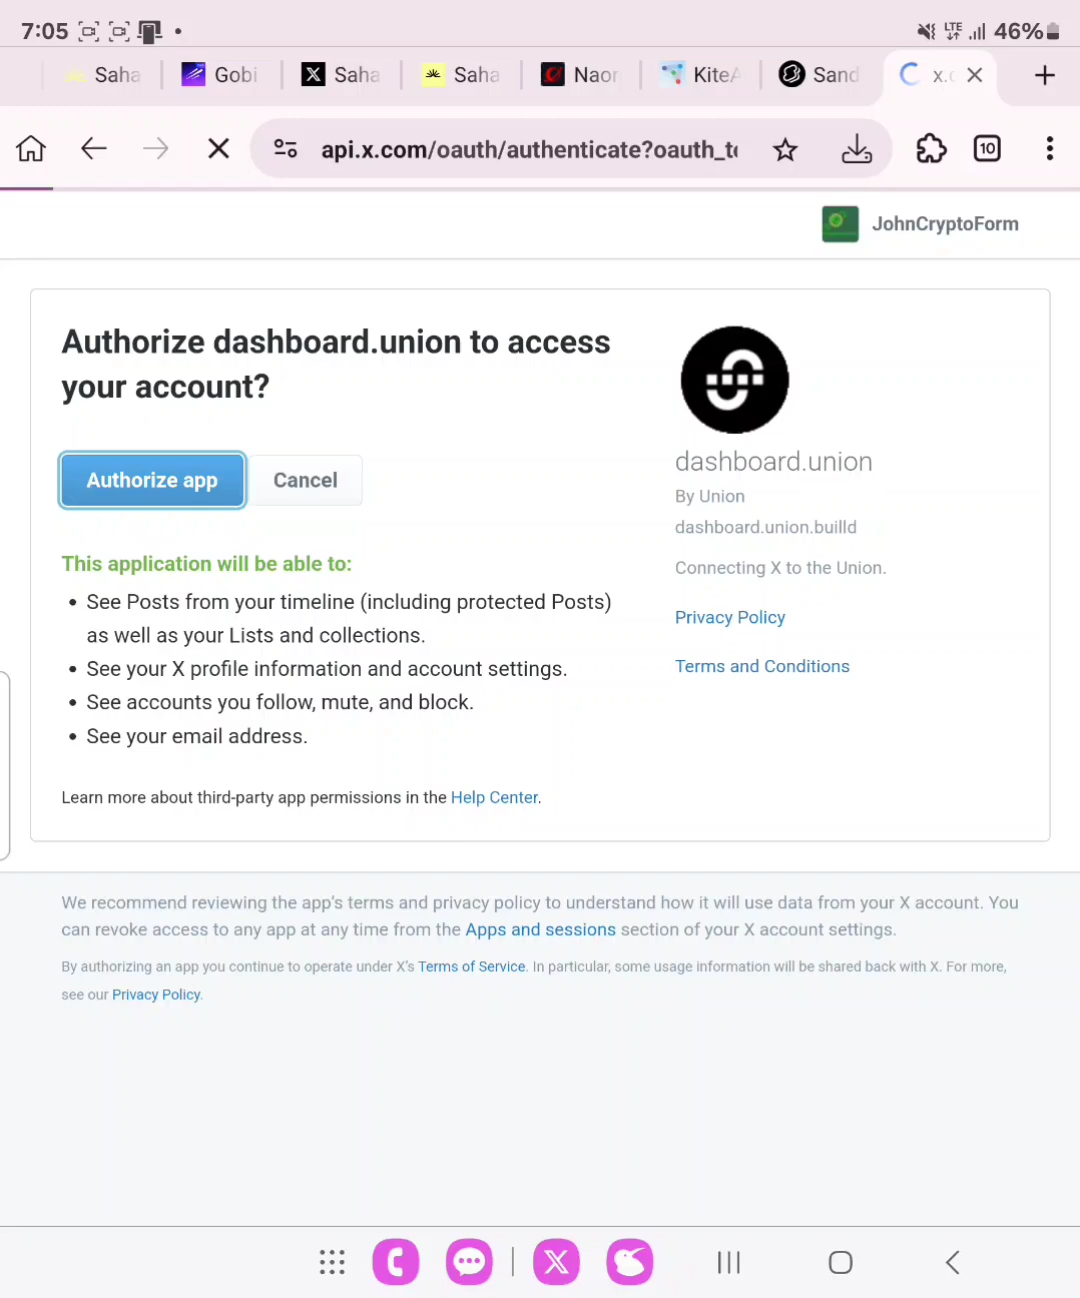 7:05 LTE 46%
Saha Gobi Saha Saha Naor KiteA Sand x.c
api.x.com/oauth/authenticate?oauth_to 10
JohnCryptoForm
Authorize dashboard.union to access
your account?
Authorize app Cancel
This application will be able to:
• See Posts from your timeline (including protected Posts)
as well as your Lists and collections.
• See your X profile information and account settings.
• See accounts you follow, mute, and block.
• See your email address.
Learn more about third-party app permissions in the Help Center.
dashboard.union
By Union
dashboard.union.builld
Connecting X to the Union.
Privacy Policy
Terms and Conditions
We recommend reviewing the app's terms and privacy policy to understand how it will use data from your X account. You
can revoke access to any app at any time from the Apps and sessions section of your X account settings.
By authorizing an app you continue to operate under X's Terms of Service. In particular, some usage information will be shared back with X. For more,
see our Privacy Policy.